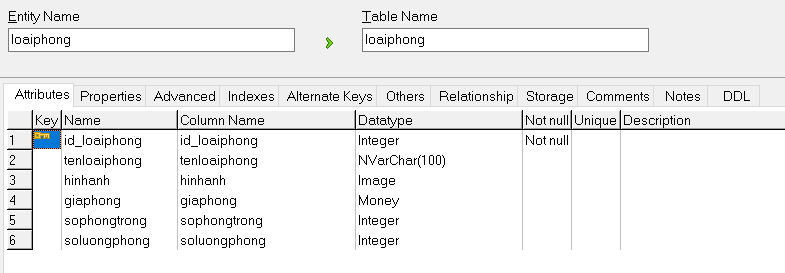 Entity Name Table Name
loaiphong loaiphong
Attributes Properties Advanced Indexes Alternate Keys Others Relationship Storage Comments Notes DDL
Key Name Column Name Datatype Not null Unique Description
1 id_loaiphong id_loaiphong Integer Not null
2 tenloaiphong tenloaiphong NVarChar(100)
3 hinhanh hinhanh Image
4 giaphong giaphong Money
5 sophongtrong sophongtrong Integer
6 soluongphong soluongphong Integer